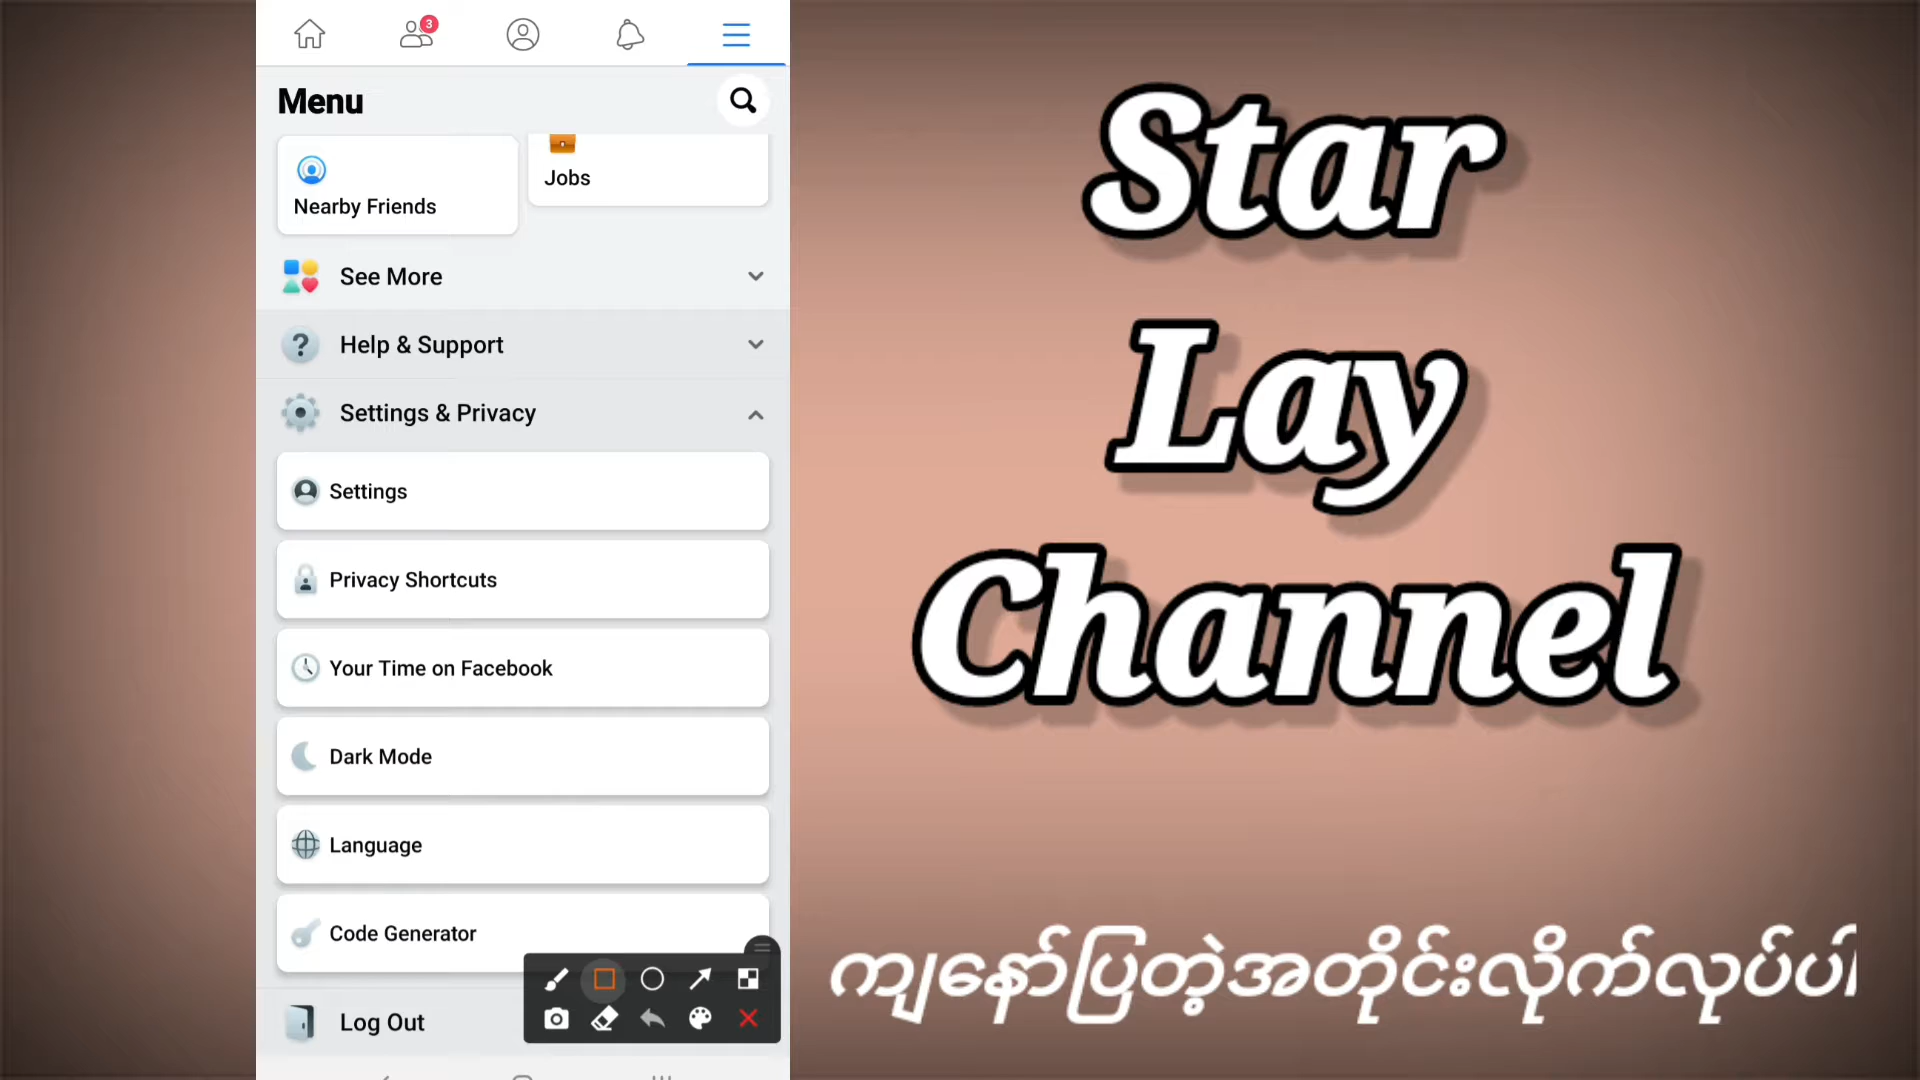 3
Menu
Nearby Friends
Jobs
See More
Help & Support
Settings & Privacy
Settings
Privacy Shortcuts
Your Time on Facebook
Dark Mode
Language
Code Generator
Log Out
Star
Lay
Channel
ကျနော်ပြတဲ့အတိုင်းလိုက်လုပ်ပါ